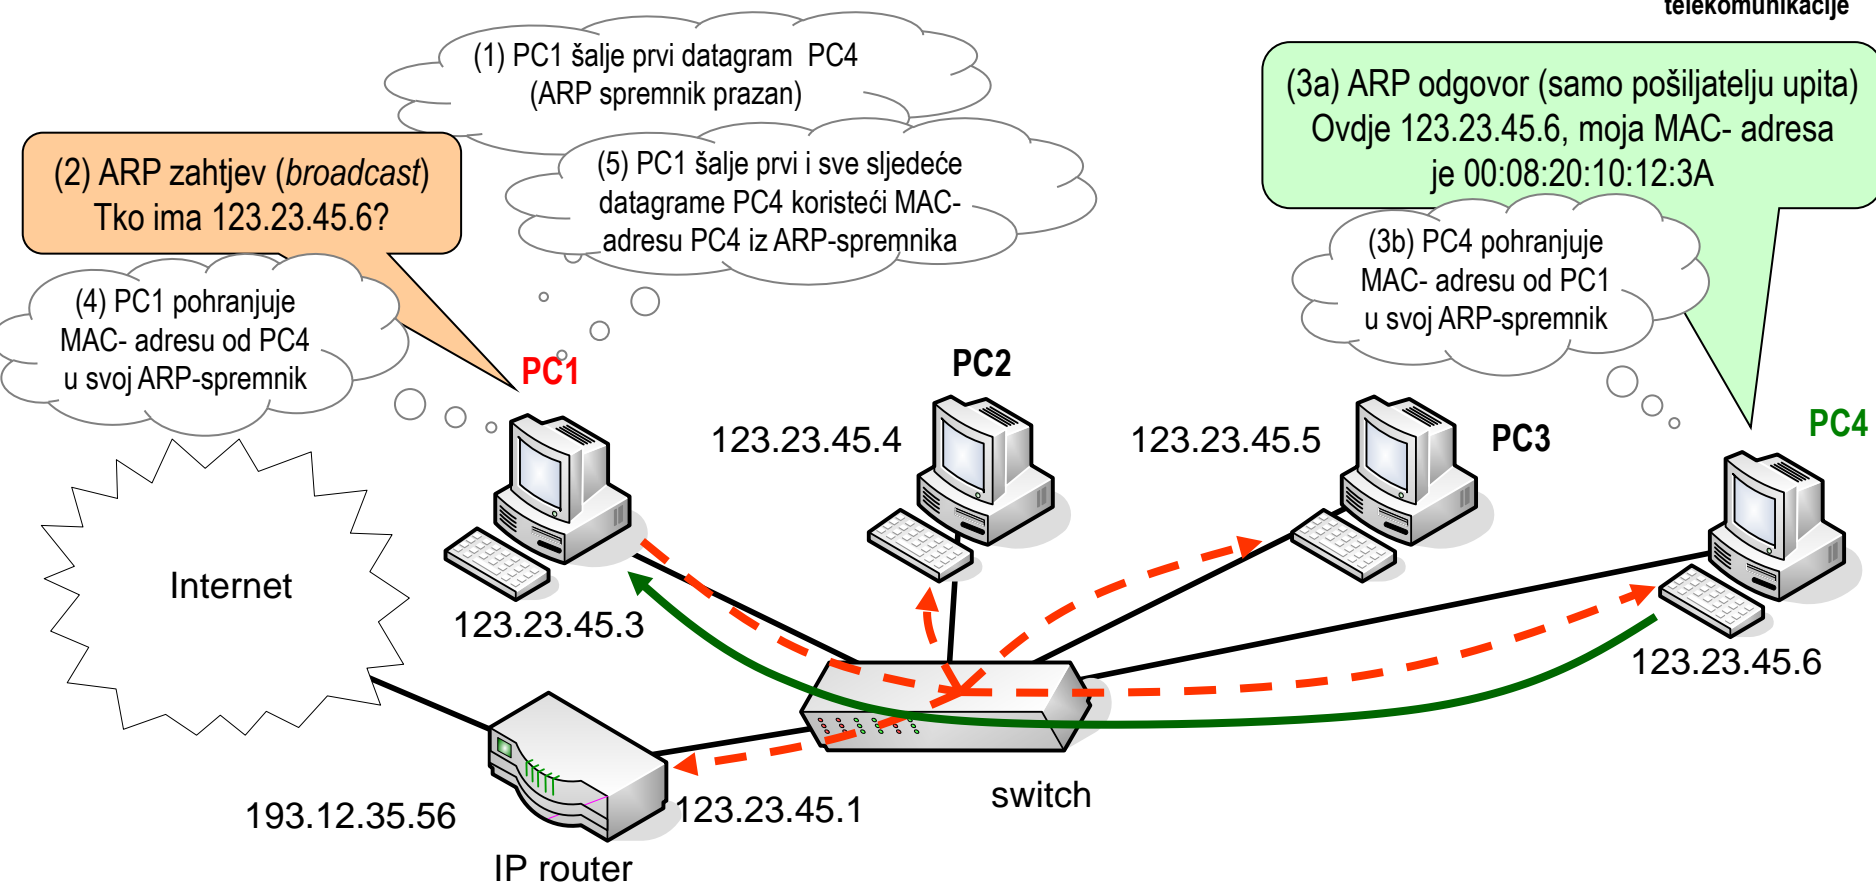 telekomunikacije
(1) PC1 šalje prvi datagram PC4
(ARP spremnik prazan)
(2) ARP zahtjev (broadcast)
Tko ima 123.23.45.6?
(5) PC1 šalje prvi i sve sljedeće
datagrame PC4 koristeći MAC-
adresu PC4 iz ARP-spremnika
(3a) ARP odgovor (samo pošiljatelju upita)
Ovdje 123.23.45.6, moja MAC- adresa
je 00:08:20:10:12:3A
(4) PC1 pohranjuje
MAC- adresu od PC4
u svoj ARP-spremnik
(3b) PC4 pohranjuje
MAC- adresu od PC1
u svoj ARP-spremnik
PC1
PC2
PC3
PC4
123.23.45.4
123.23.45.5
Internet
123.23.45.3
123.23.45.6
switch
193.12.35.56
123.23.45.1
IP router